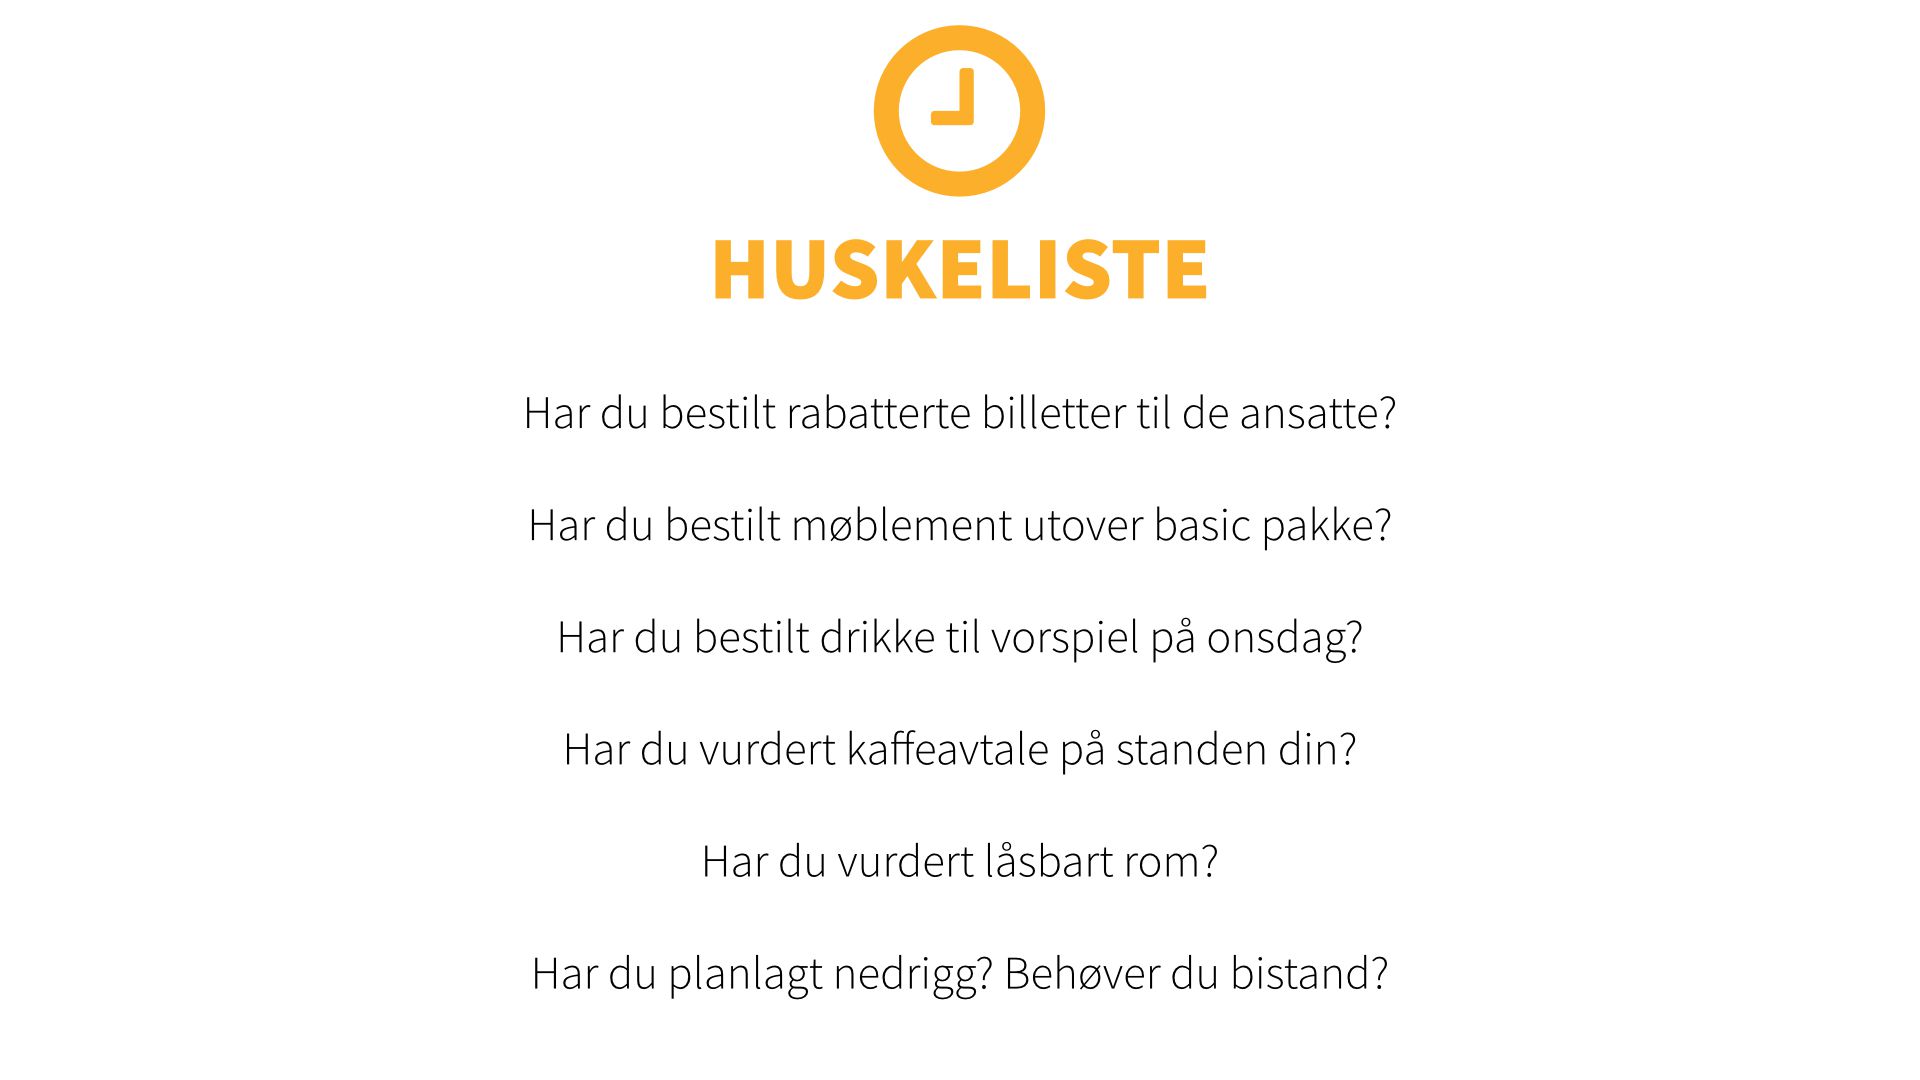 HUSKELISTE
Har du bestilt rabatterte billetter til de ansatte?
Har du bestilt møblement utover basic pakke?
Har du bestilt drikke til vorspiel på onsdag?
Har du vurdert kaffeavtale på standen din?
Har du vurdert låsbart rom?
Har du planlagt nedrigg? Behøver du bistand?